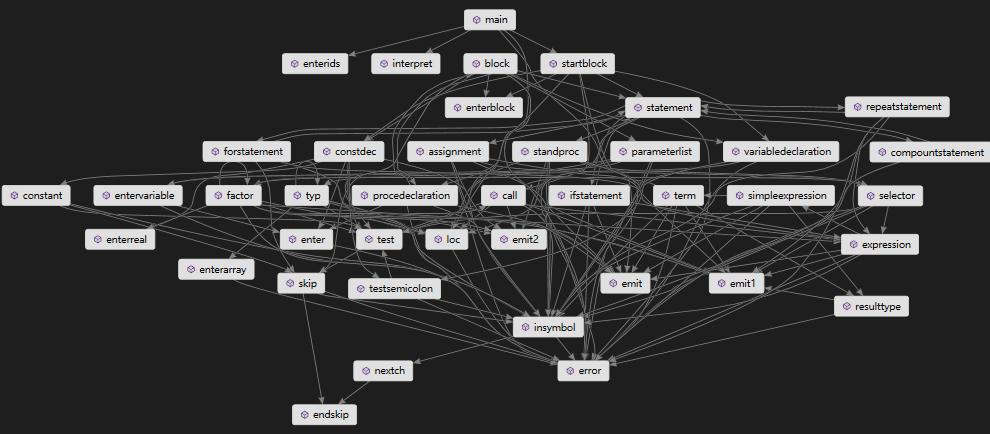 main
enterids
interpret
block
startblock
enterblock
statement
repeatstatement
forstatement
constdec
assignment
standproc
parameterlist
variabledeclaration
compountstatement
constant
entervariable
factor
typ
procedeclaration
call
ifstatement
term
simpleexpression
selector
enterreal
enter
test
loc
emit2
expression
enterarray
skip
testsemicolon
emit
emit1
resulttype
insymbol
nextch
error
endskip